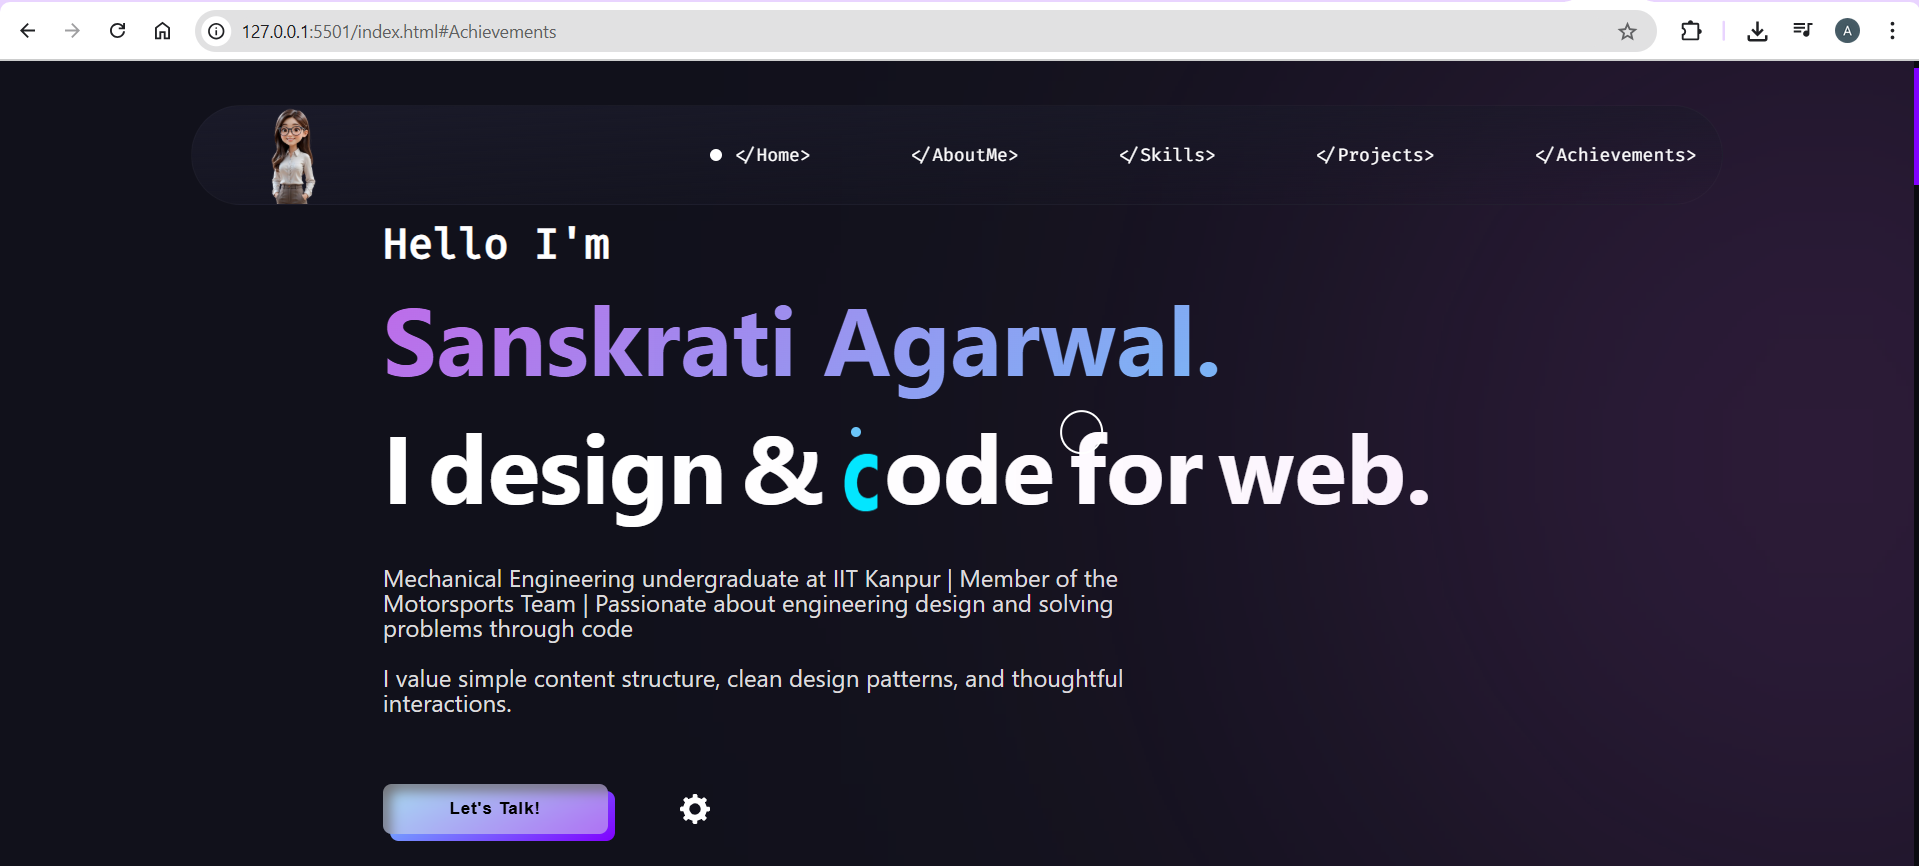 127.0.0.1:5501/index.html#Achievements
A
</Home> </AboutMe> </Skills> </Projects> </Achievements>
Hello I'm
Sanskrati Agarwal.
I design & code for web.
Mechanical Engineering undergraduate at IIT Kanpur | Member of the
Motorsports Team | Passionate about engineering design and solving
problems through code
I value simple content structure, clean design patterns, and thoughtful
interactions.
Let's Talk!